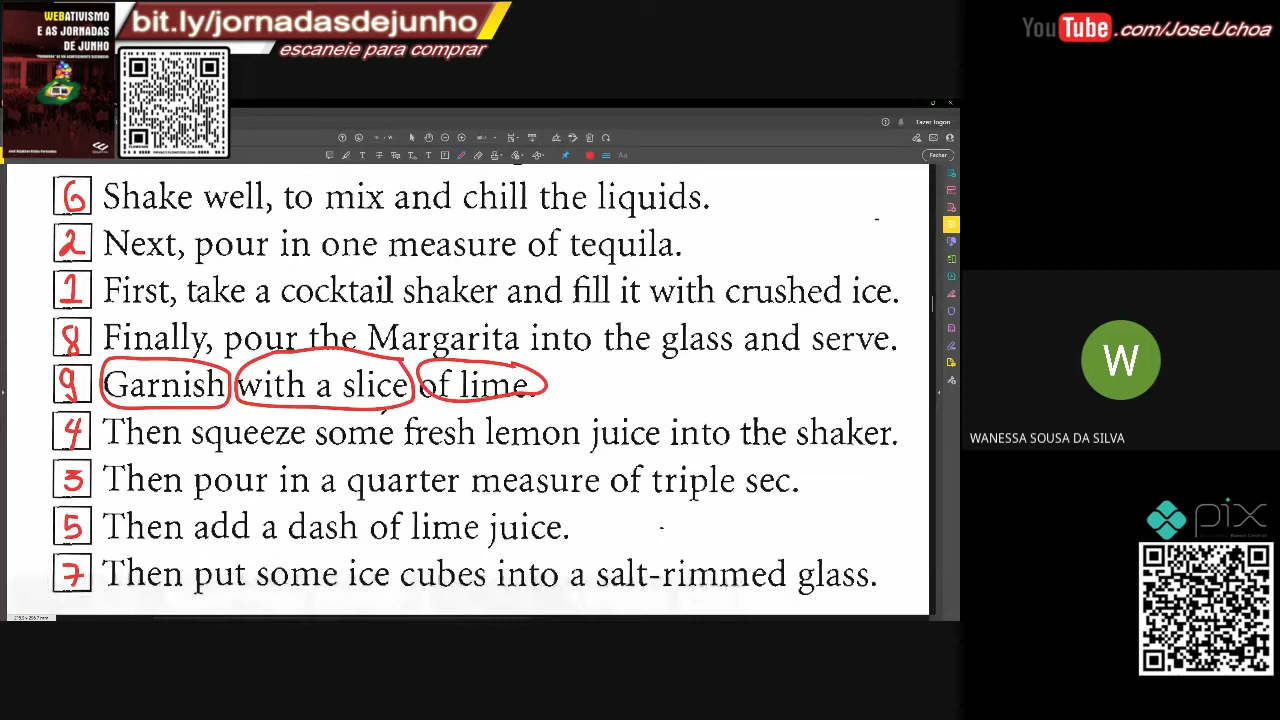 WEBATIVISMO
E AS JORNADAS
DE JUNHO
bit.ly/jornadasdejunho
escaneie para comprar
YouTube.com/JoseUchoa
Fazer logon
Fechar
6 Shake well, to mix and chill the liquids.
2 Next, pour in one measure of tequila.
1 First, take a cocktail shaker and fill it with crushed ice.
8 Finally, pour the Margarita into the glass and serve.
9 Garnish with a slice of lime.
4 Then squeeze some fresh lemon juice into the shaker.
3 Then pour in a quarter measure of triple sec.
5 Then add a dash of lime juice.
7 Then put some ice cubes into a salt-rimmed glass.
W
WANESSA SOUSA DA SILVA
pix